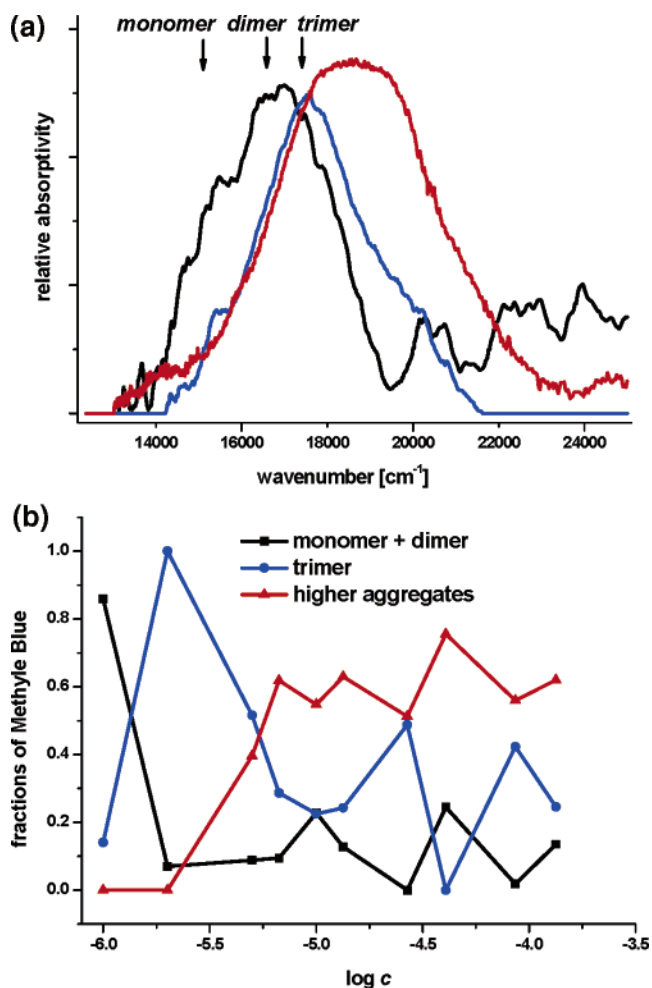 (a)
monomer dimer trimer
relative absorptivity
14000 16000 18000 20000 22000 24000
wavenumber [cm⁻¹]
(b)
monomer + dimer
trimer
higher aggregates
fractions of Methyle Blue
1.0
0.8
0.6
0.4
0.2
0.0
-6.0 -5.5 -5.0 -4.5 -4.0 -3.5
log c